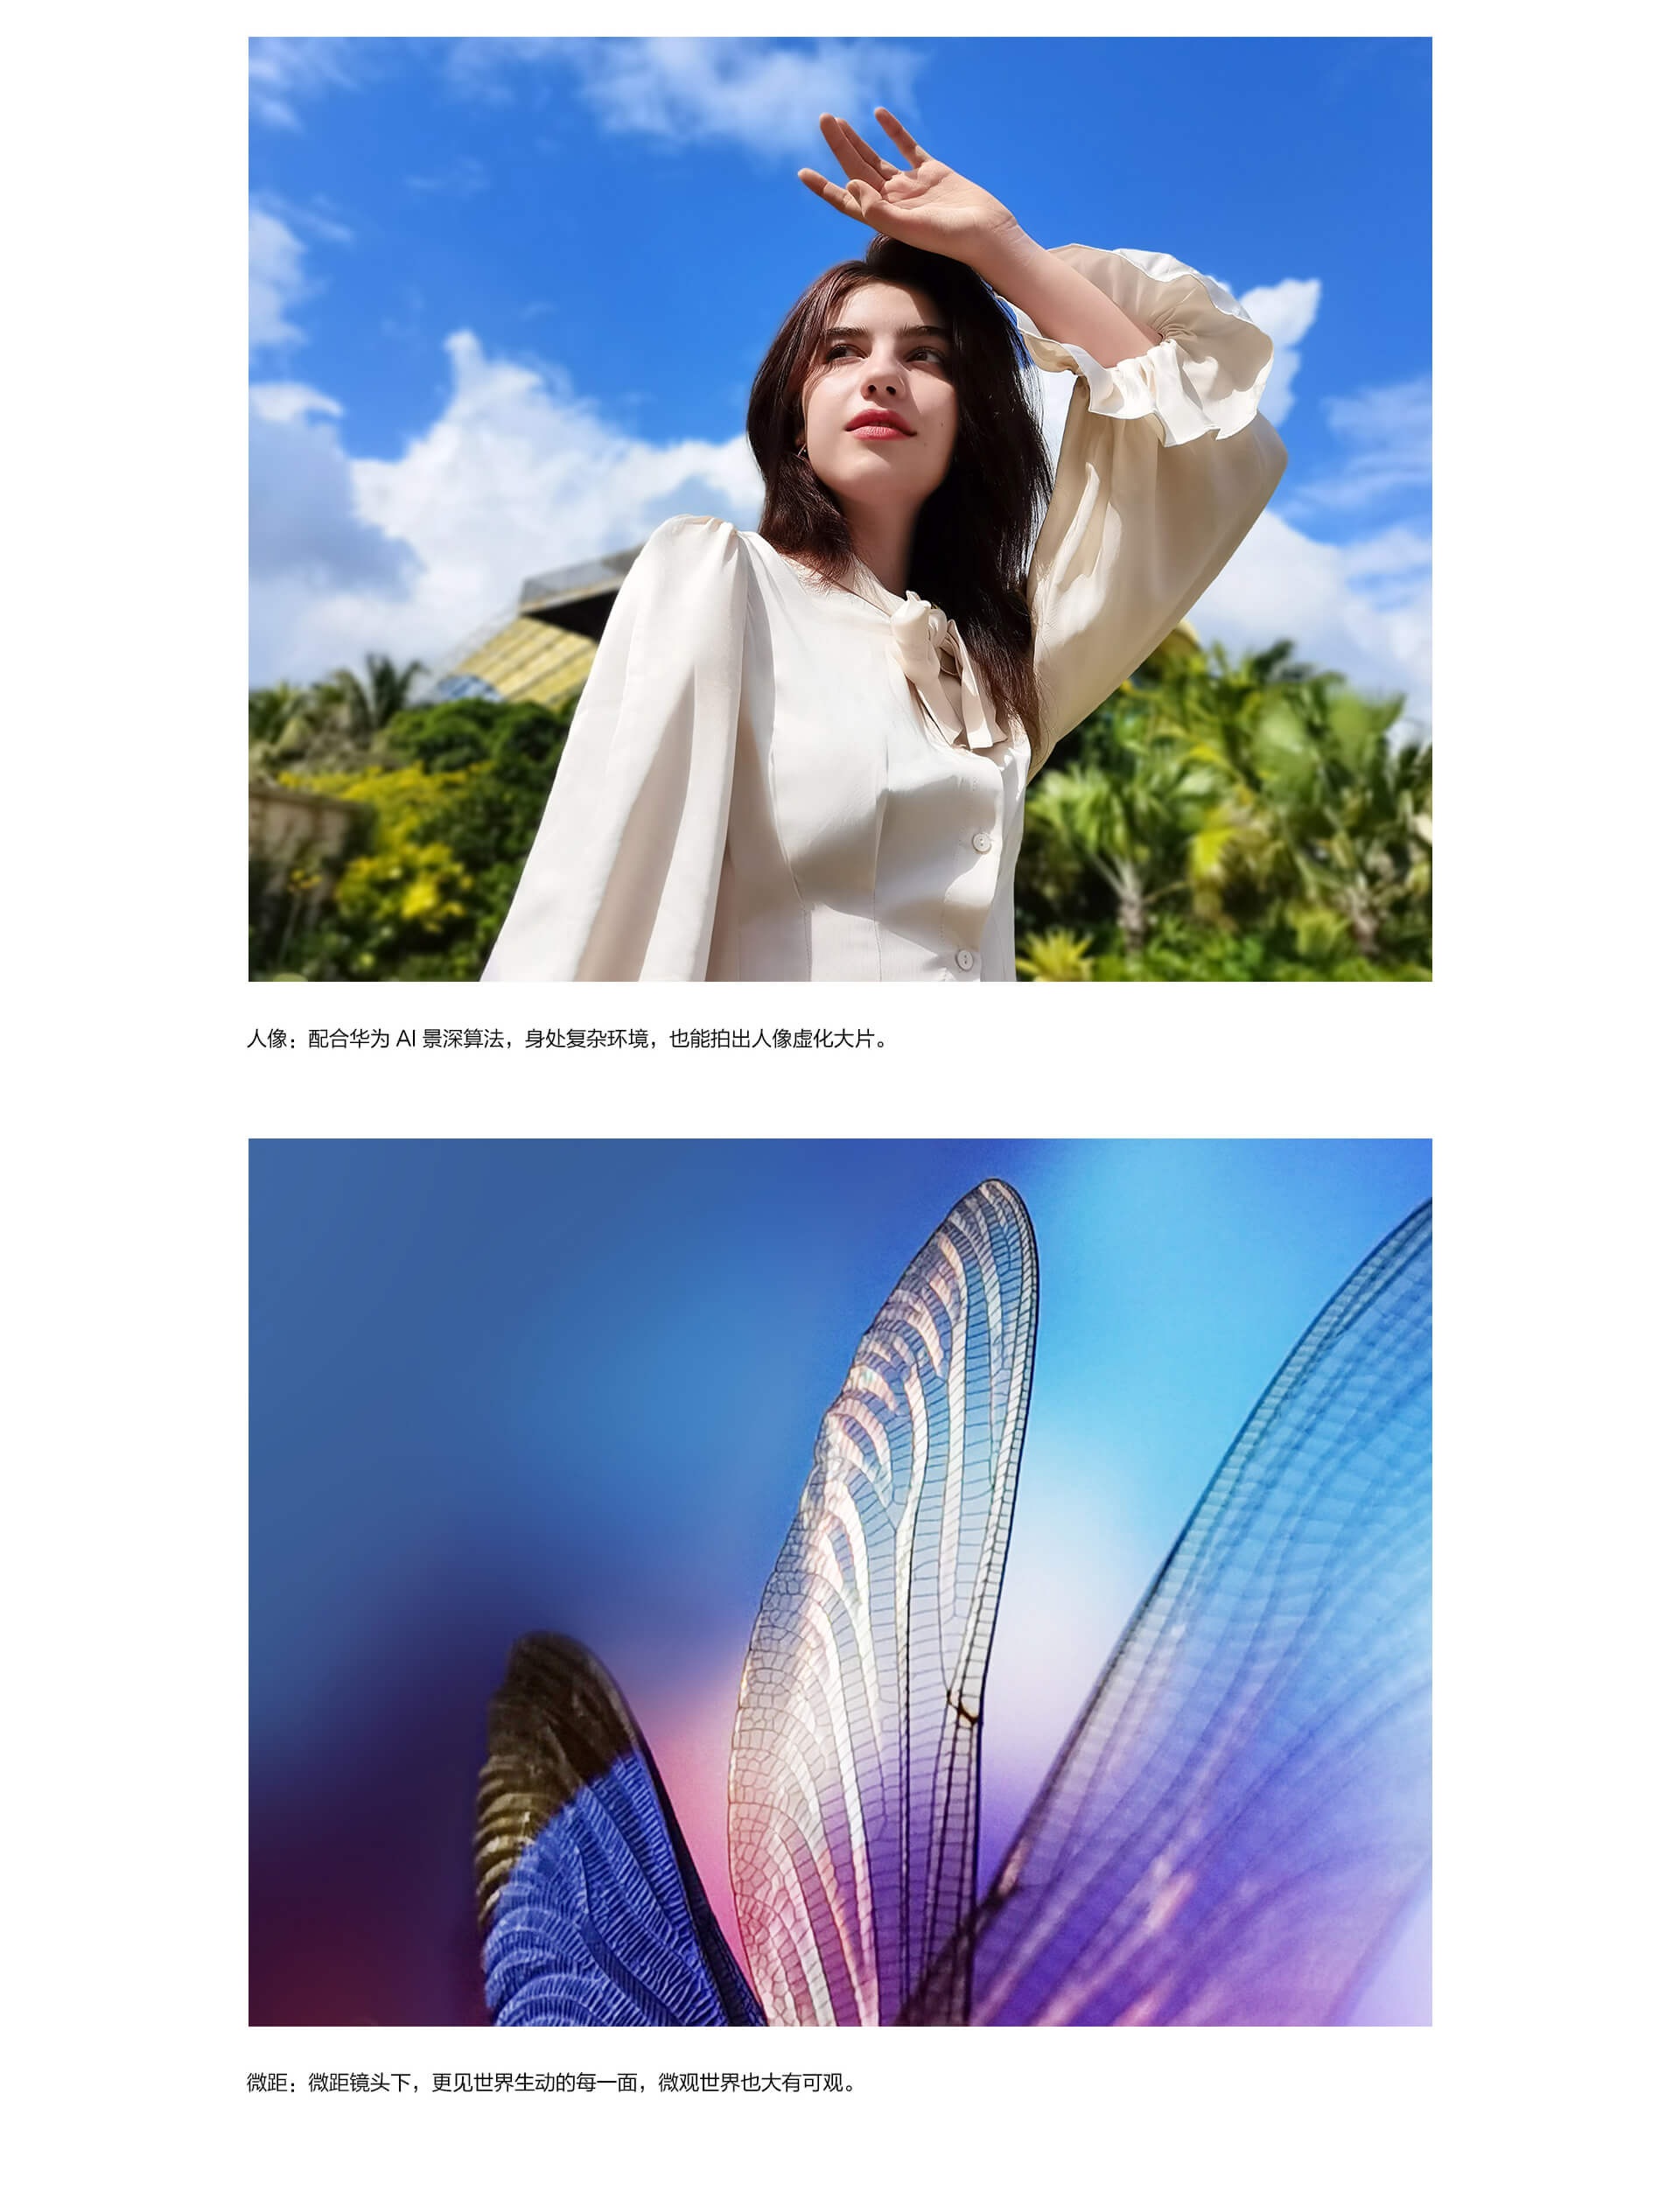 人像：配合华为 AI 景深算法，身处复杂环境，也能拍出人像虚化大片。
微距：微距镜头下，更见世界生动的每一面，微观世界也大有可观。